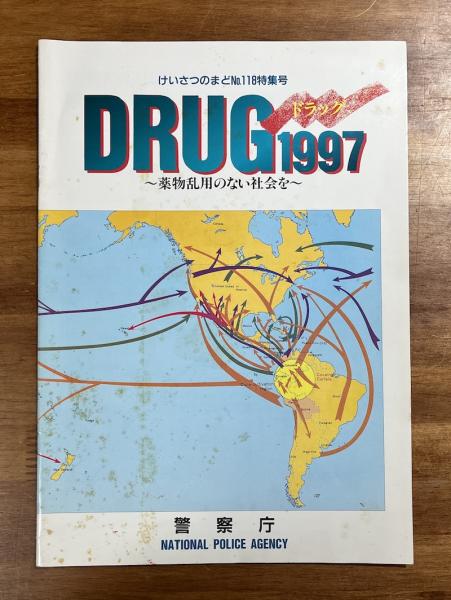 けいさつのまどNo.118特集号
ドラッグ
DRUG 1997
～薬物乱用のない社会を～
警察庁
NATIONAL POLICE AGENCY